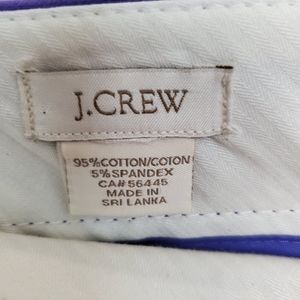 J.CREW
95%COTTON/COTON
5%SPANDEX
CA#56445
MADE IN
SRI LANKA